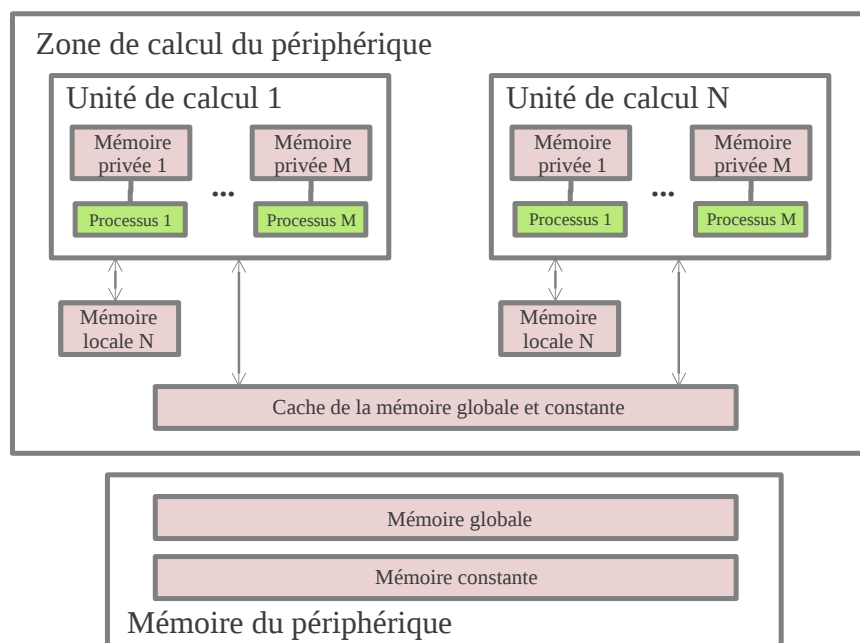 Zone de calcul du périphérique
Unité de calcul 1
Mémoire
privée 1
...
Mémoire
privée M
Processus 1
Processus M
Mémoire
locale N
Unité de calcul N
Mémoire
privée 1
...
Mémoire
privée M
Processus 1
Processus M
Mémoire
locale N
Cache de la mémoire globale et constante
Mémoire globale
Mémoire constante
Mémoire du périphérique